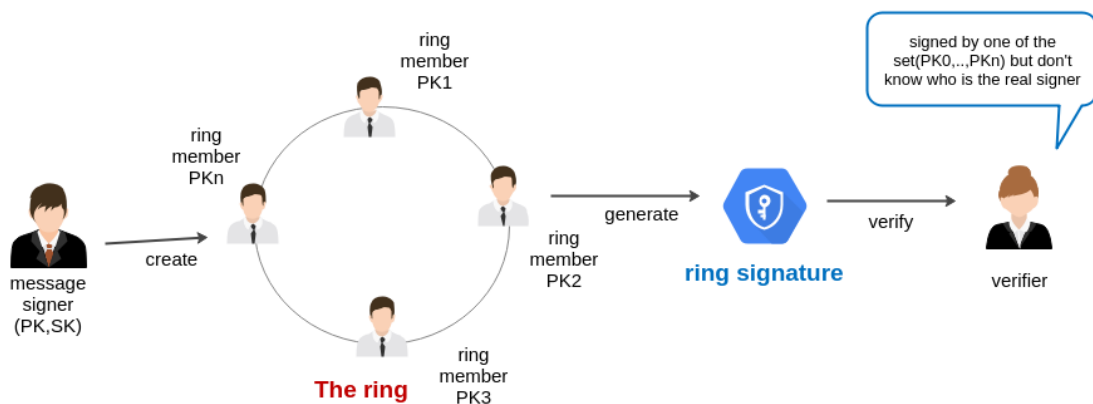 ring
member
PK1
signed by one of the
set(PK0,..,PKn) but don't
know who is the real signer
ring
member
PKn
message
signer
(PK,SK)
create
ring
member
PK2
generate
ring signature
verify
verifier
The ring
ring
member
PK3